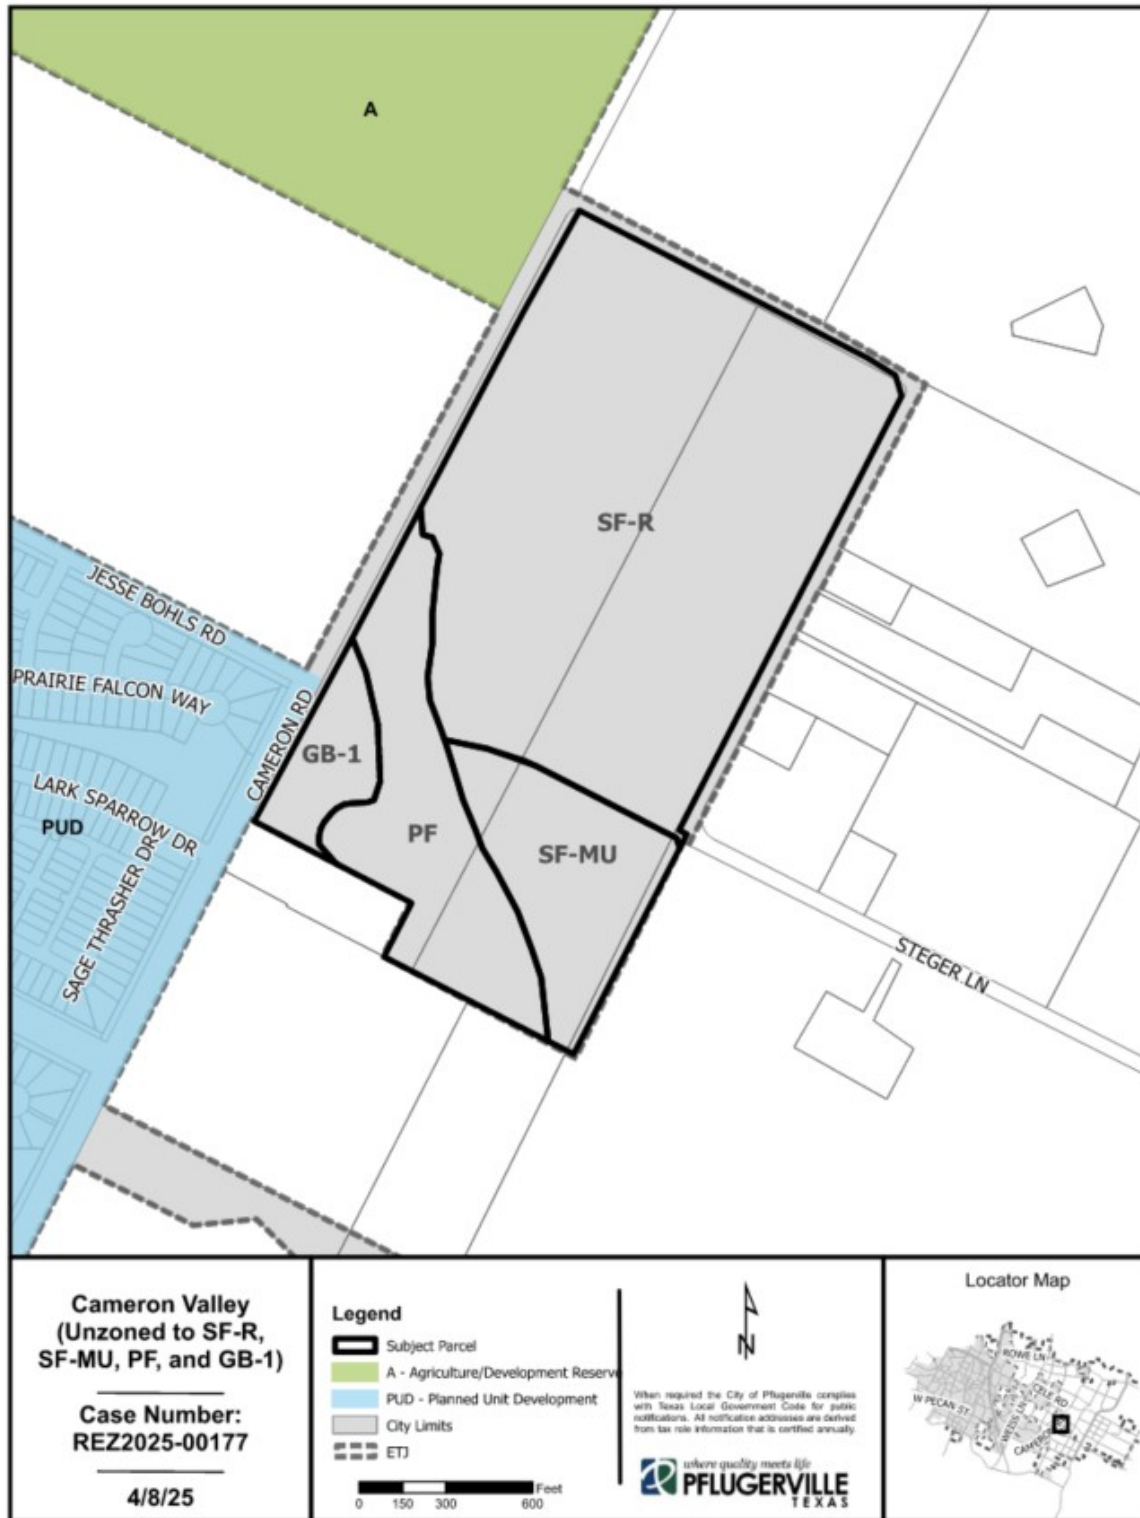 A
SF-R
JESSE BOHLS RD
PRAIRIE FALCON WAY
CAMERON RD
GB-1
LARK SPARROW DR
PUD
PF
SF-MU
SAGE THRASHER DR
STEGER LN
Cameron Valley
(Unzoned to SF-R,
SF-MU, PF, and GB-1)
Case Number:
REZ2025-00177
4/8/25
Legend
Subject Parcel
A - Agriculture/Development Reserve
PUD - Planned Unit Development
City Limits
ETJ
Feet
0 150 300 600
N
When required the City of Pflugerville complies
with Texas Local Government Code for public
notifications. All notification addresses are derived
from tax role information that is certified annually.
where quality meets life
PFLUGERVILLE
TEXAS
Locator Map
ROWE LN
CELE RD
W PECAN ST
WEISS LN
CAMERON